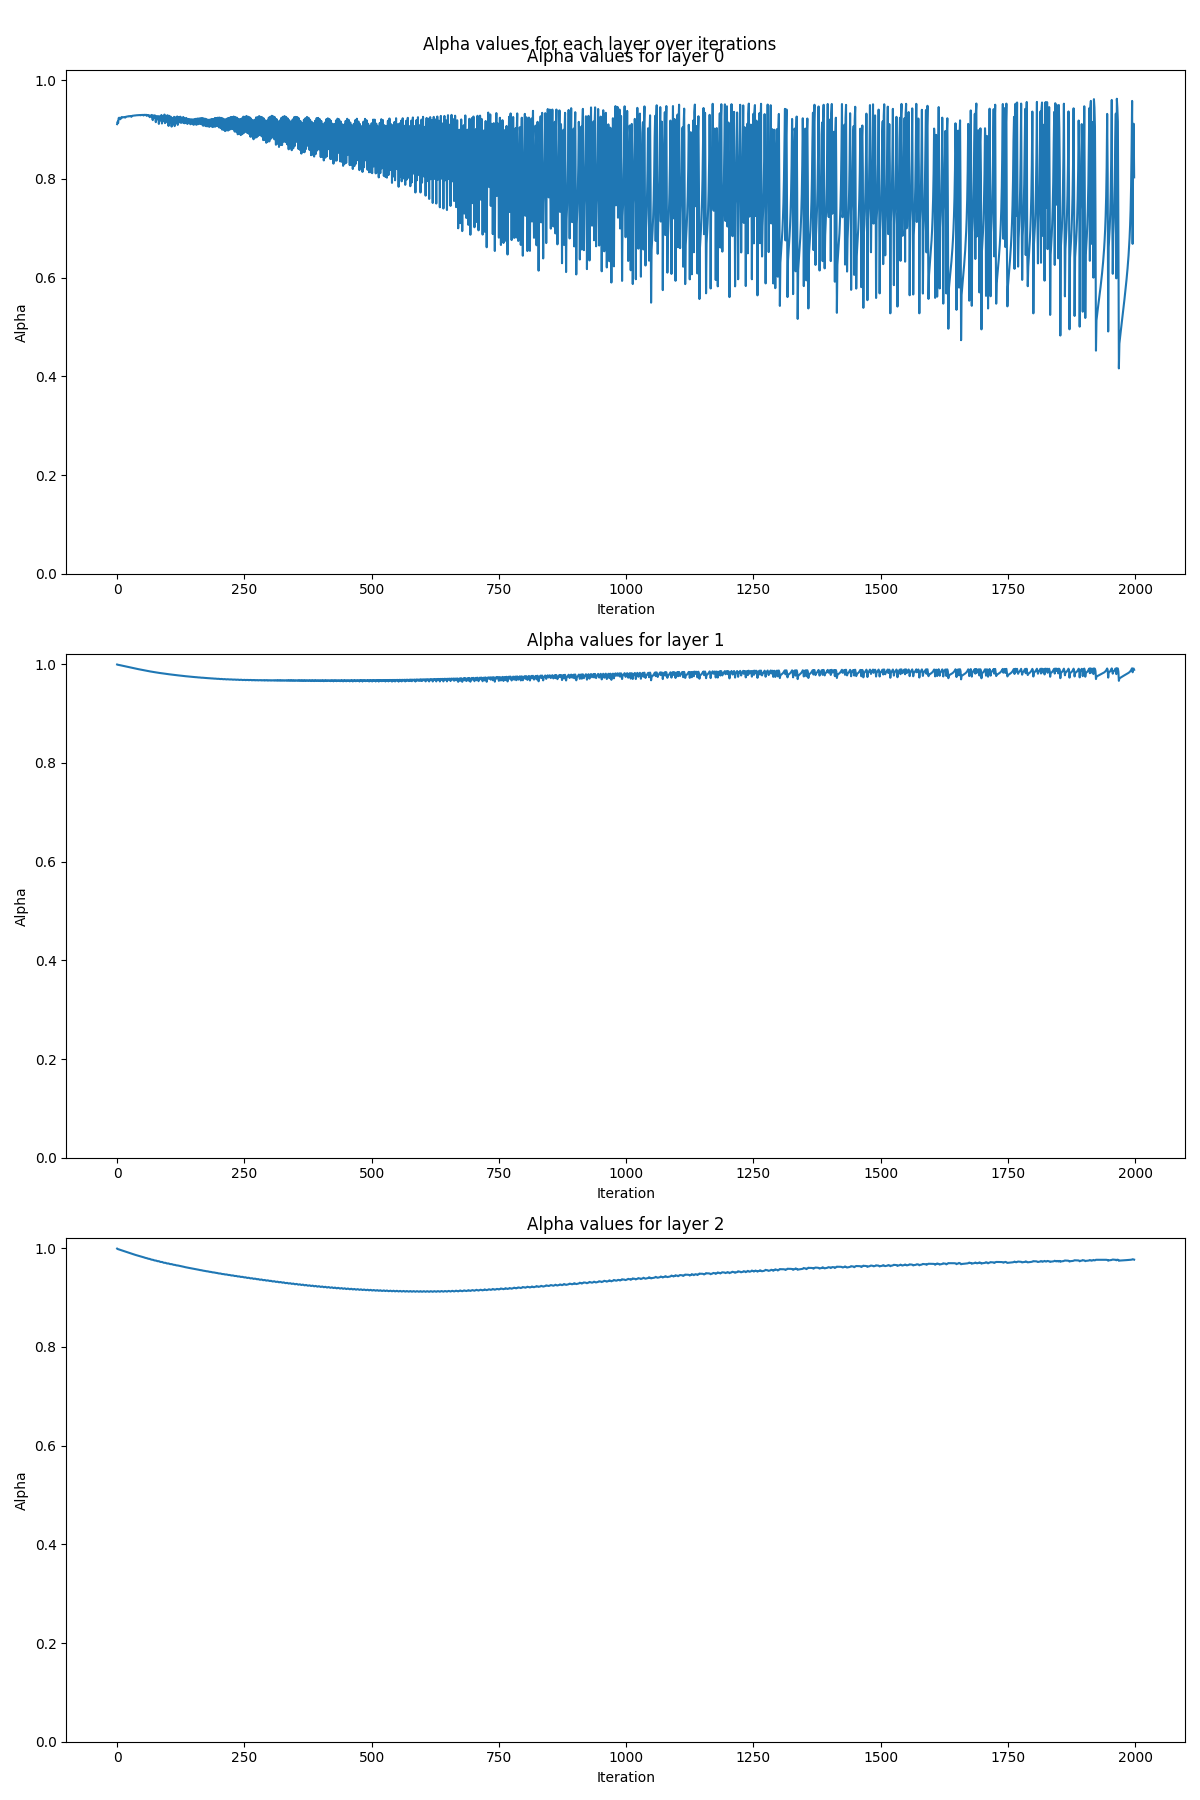 Alpha values for each layer over iterations
Alpha values for layer 0
1.0
0.8
0.6
0.4
0.2
0.0
Alpha
0 250 500 750 1000 1250 1500 1750 2000
Iteration
Alpha values for layer 1
1.0
0.8
0.6
0.4
0.2
0.0
Alpha
0 250 500 750 1000 1250 1500 1750 2000
Iteration
Alpha values for layer 2
1.0
0.8
0.6
0.4
0.2
0.0
Alpha
0 250 500 750 1000 1250 1500 1750 2000
Iteration